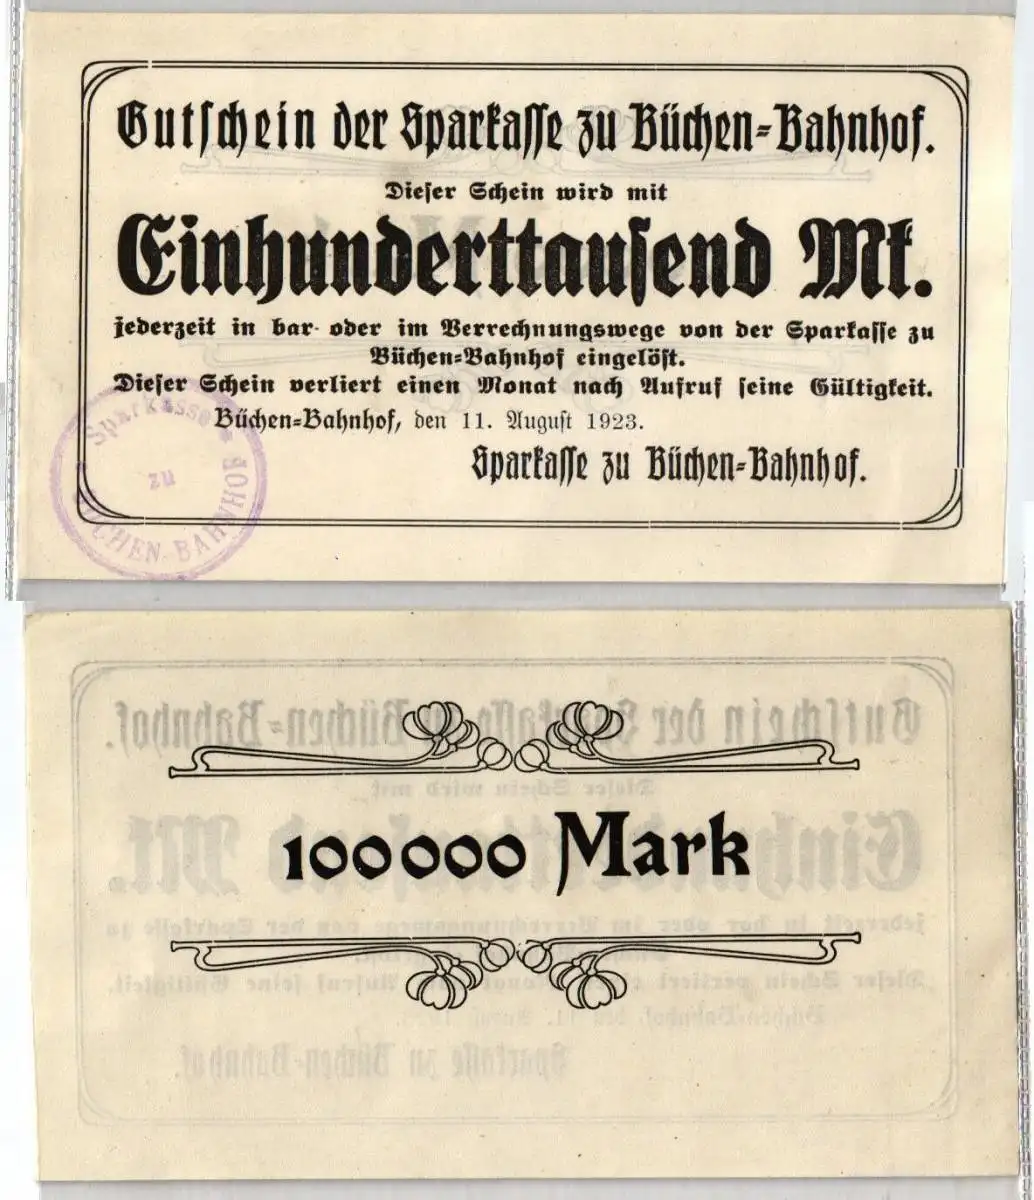 Gutschein der Sparkasse zu Büchen=Bahnhof.
Dieser Schein wird mit
Einhunderttausend Mk.
jederzeit in bar oder im Verrechnungswege von der Sparkasse zu
Büchen=Bahnhof eingelöst.
Dieser Schein verliert einen Monat nach Aufruf seine Gültigkeit.
Büchen=Bahnhof, den 11. August 1923.
Sparkasse zu Büchen=Bahnhof.
Sparkasse
zu
BÜCHEN-BAHNHOF
100000 Mark